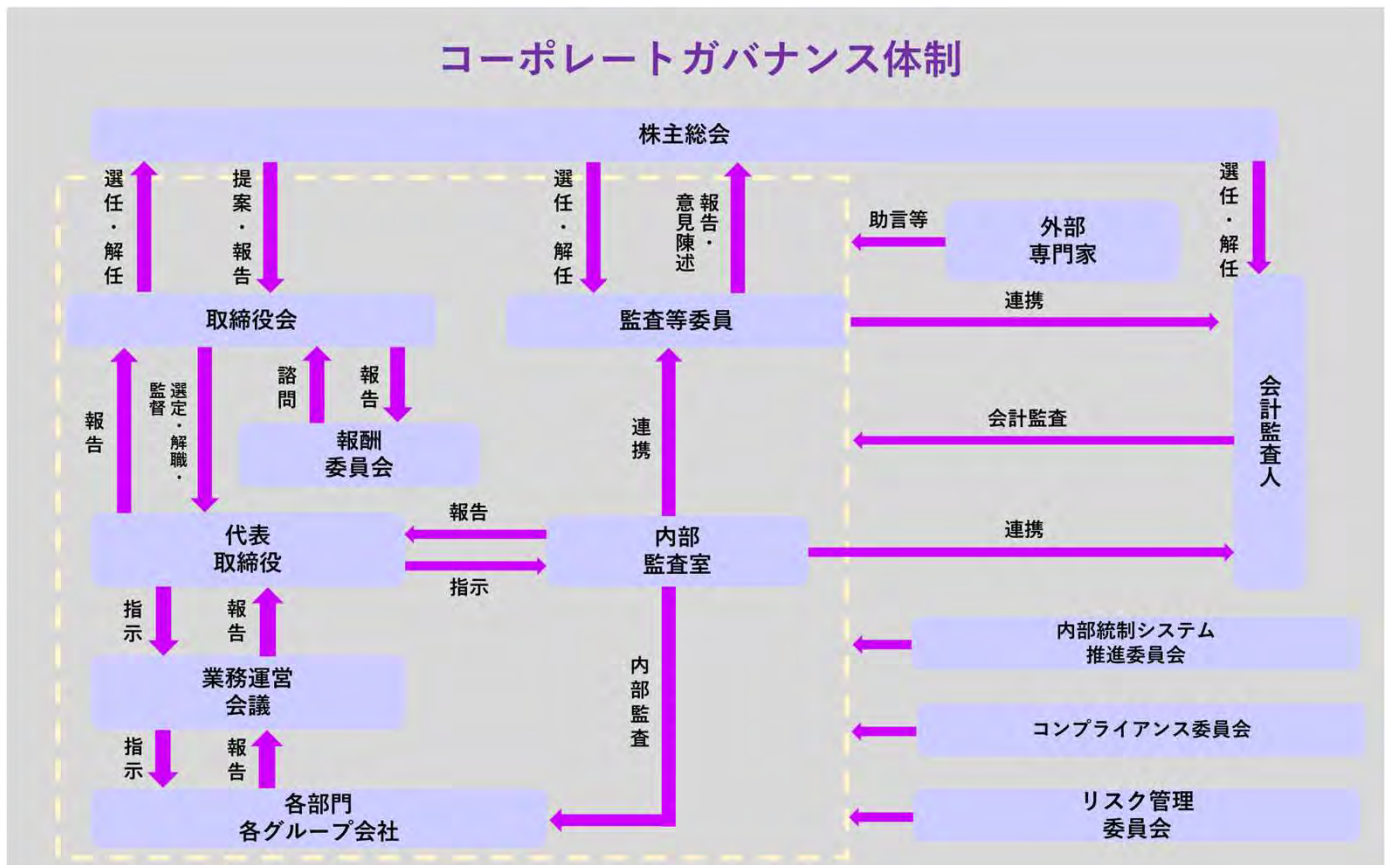 コーポレートガバナンス体制
株主総会
選任・解任
提案・報告
選任・解任
報告・
意見陳述
選任・解任
助言等
外部
専門家
取締役会
監査等委員
連携
報告
選定・解職・
監督
諮問
報告
報酬
委員会
連携
会計監査
会計監査人
代表
取締役
報告
指示
内部
監査室
連携
指示
報告
業務運営
会議
内部監査
内部統制システム
推進委員会
指示
報告
コンプライアンス委員会
各部門
各グループ会社
リスク管理
委員会